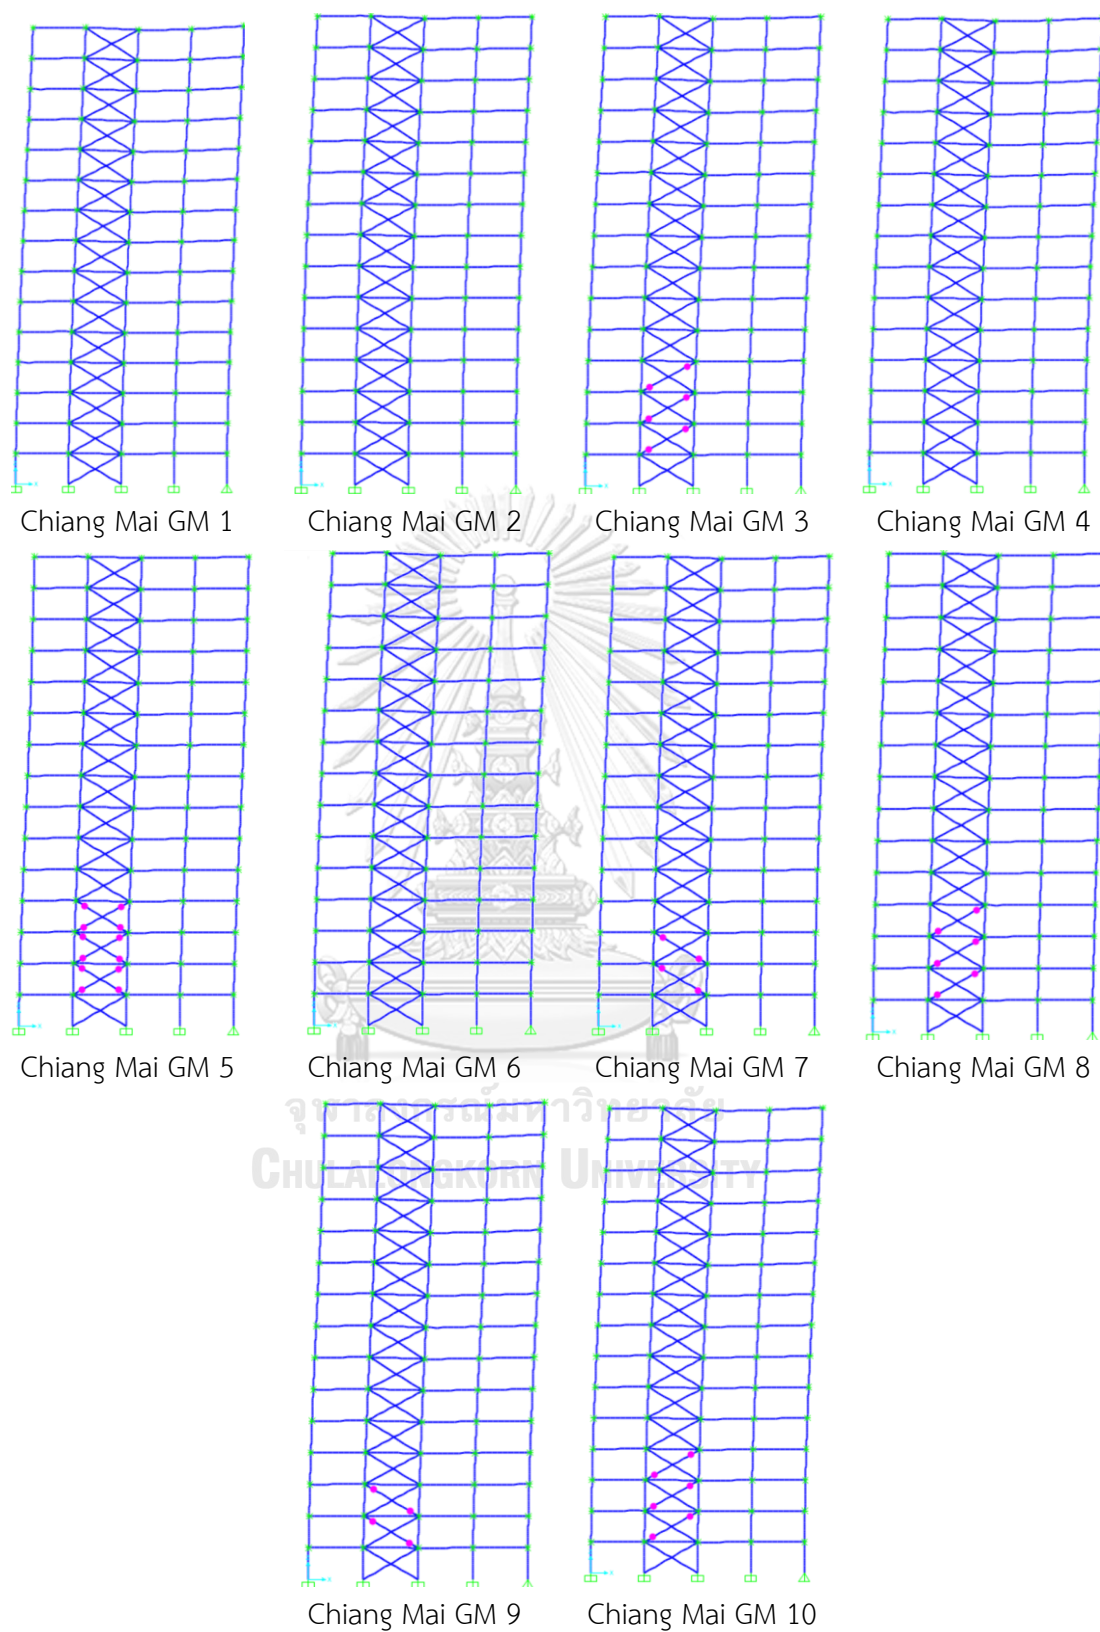 Chiang Mai GM 1 Chiang Mai GM 2 Chiang Mai GM 3 Chiang Mai GM 4
Chiang Mai GM 5 Chiang Mai GM 6 Chiang Mai GM 7 Chiang Mai GM 8
จุฬาลงกรณ์มหาวิทยาลัย
CHULALONGKORN UNIVERSITY
Chiang Mai GM 9 Chiang Mai GM 10